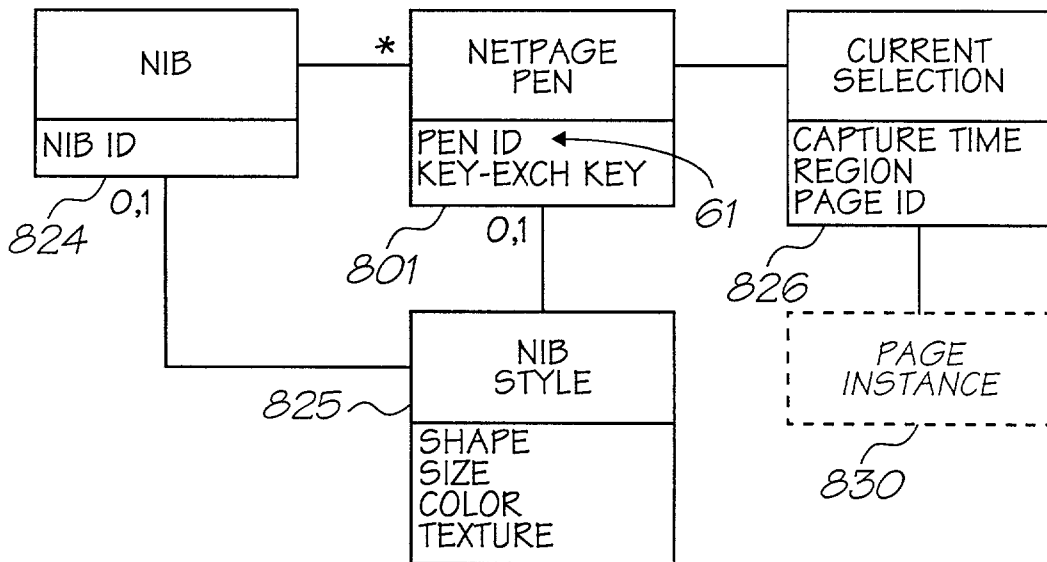 NIB
NIB ID
824
0,1
*
NETPAGE
PEN
PEN ID
KEY-EXCH KEY
61
801
0,1
CURRENT
SELECTION
CAPTURE TIME
REGION
PAGE ID
826
NIB
STYLE
825
SHAPE
SIZE
COLOR
TEXTURE
PAGE
INSTANCE
830